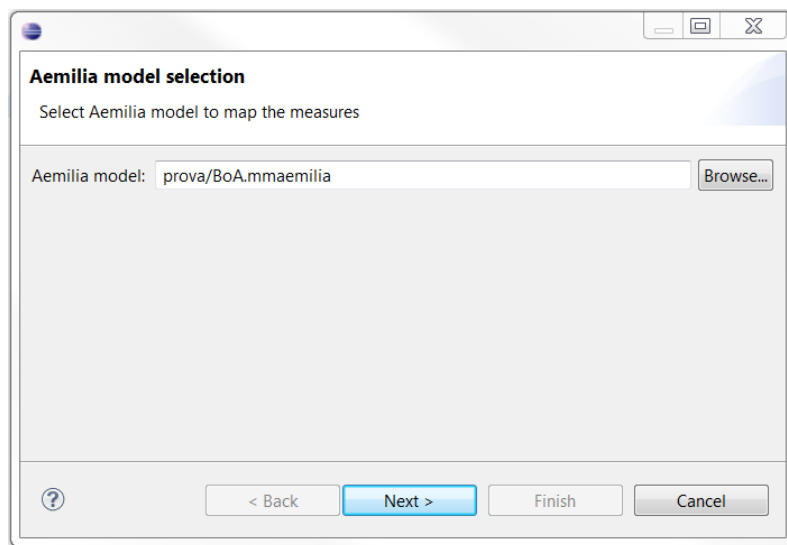 Aemilia model selection
Select Aemilia model to map the measures
Aemilia model: prova/BoA.mmaemilia Browse...
? < Back Next > Finish Cancel